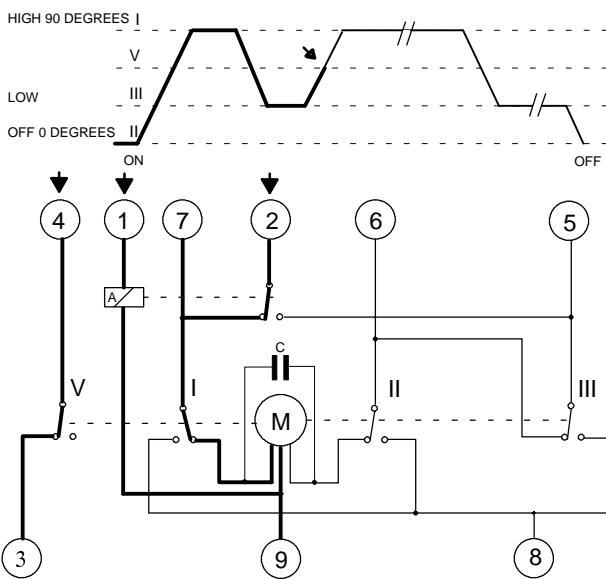 HIGH 90 DEGREES I
V
LOW III
OFF 0 DEGREES II
ON OFF
4 1 7 2 6 5
A
C
V I II III
M
3 9 8